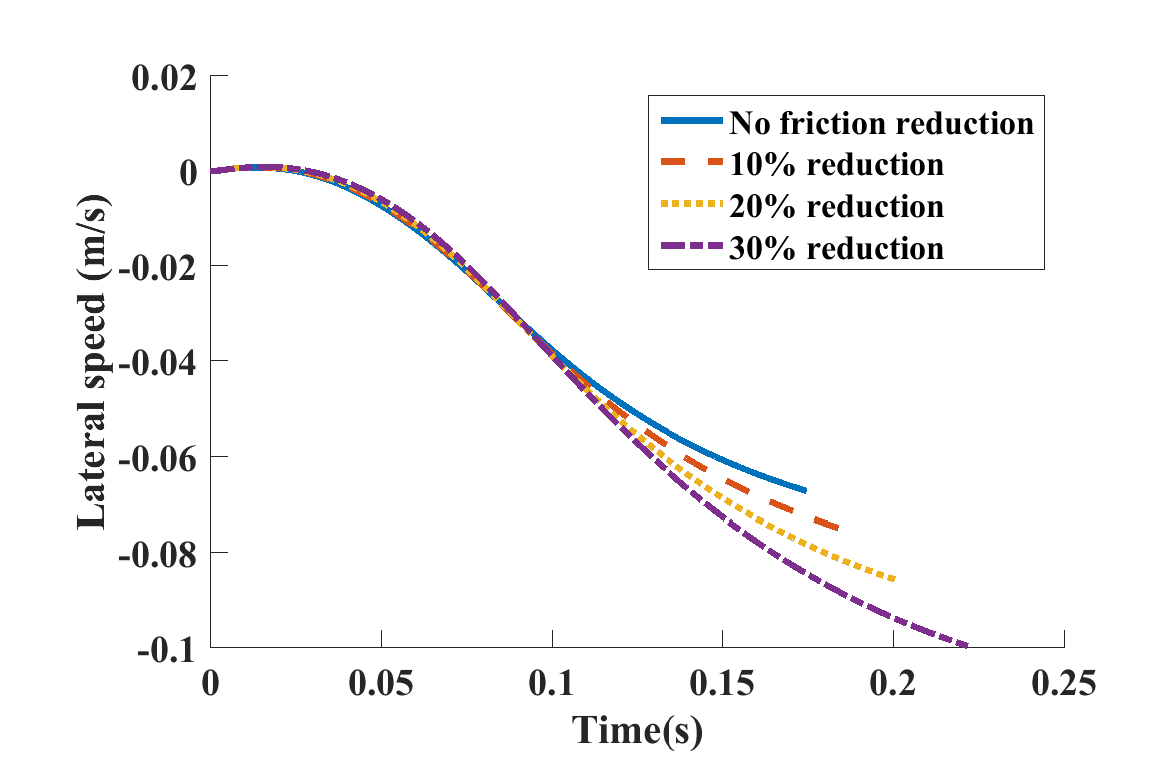 0.02
0
-0.02
-0.04
-0.06
-0.08
-0.1
Lateral speed (m/s)
No friction reduction
10% reduction
20% reduction
30% reduction
0
0.05
0.1
0.15
0.2
0.25
Time(s)